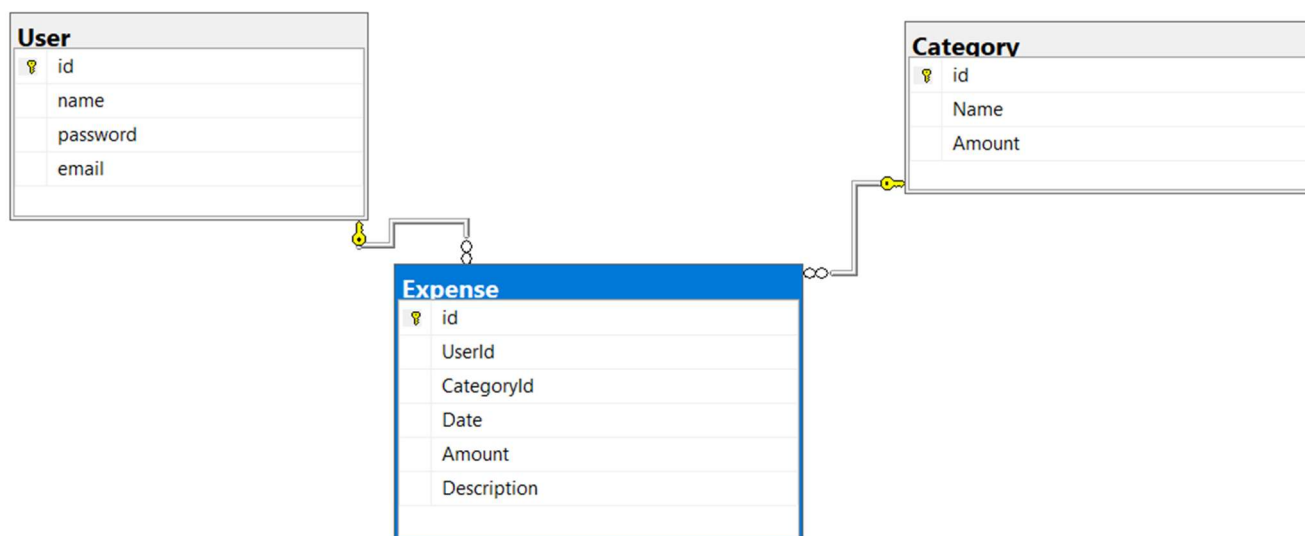 User
id
name
password
email
Category
id
Name
Amount
Expense
id
UserId
CategoryId
Date
Amount
Description